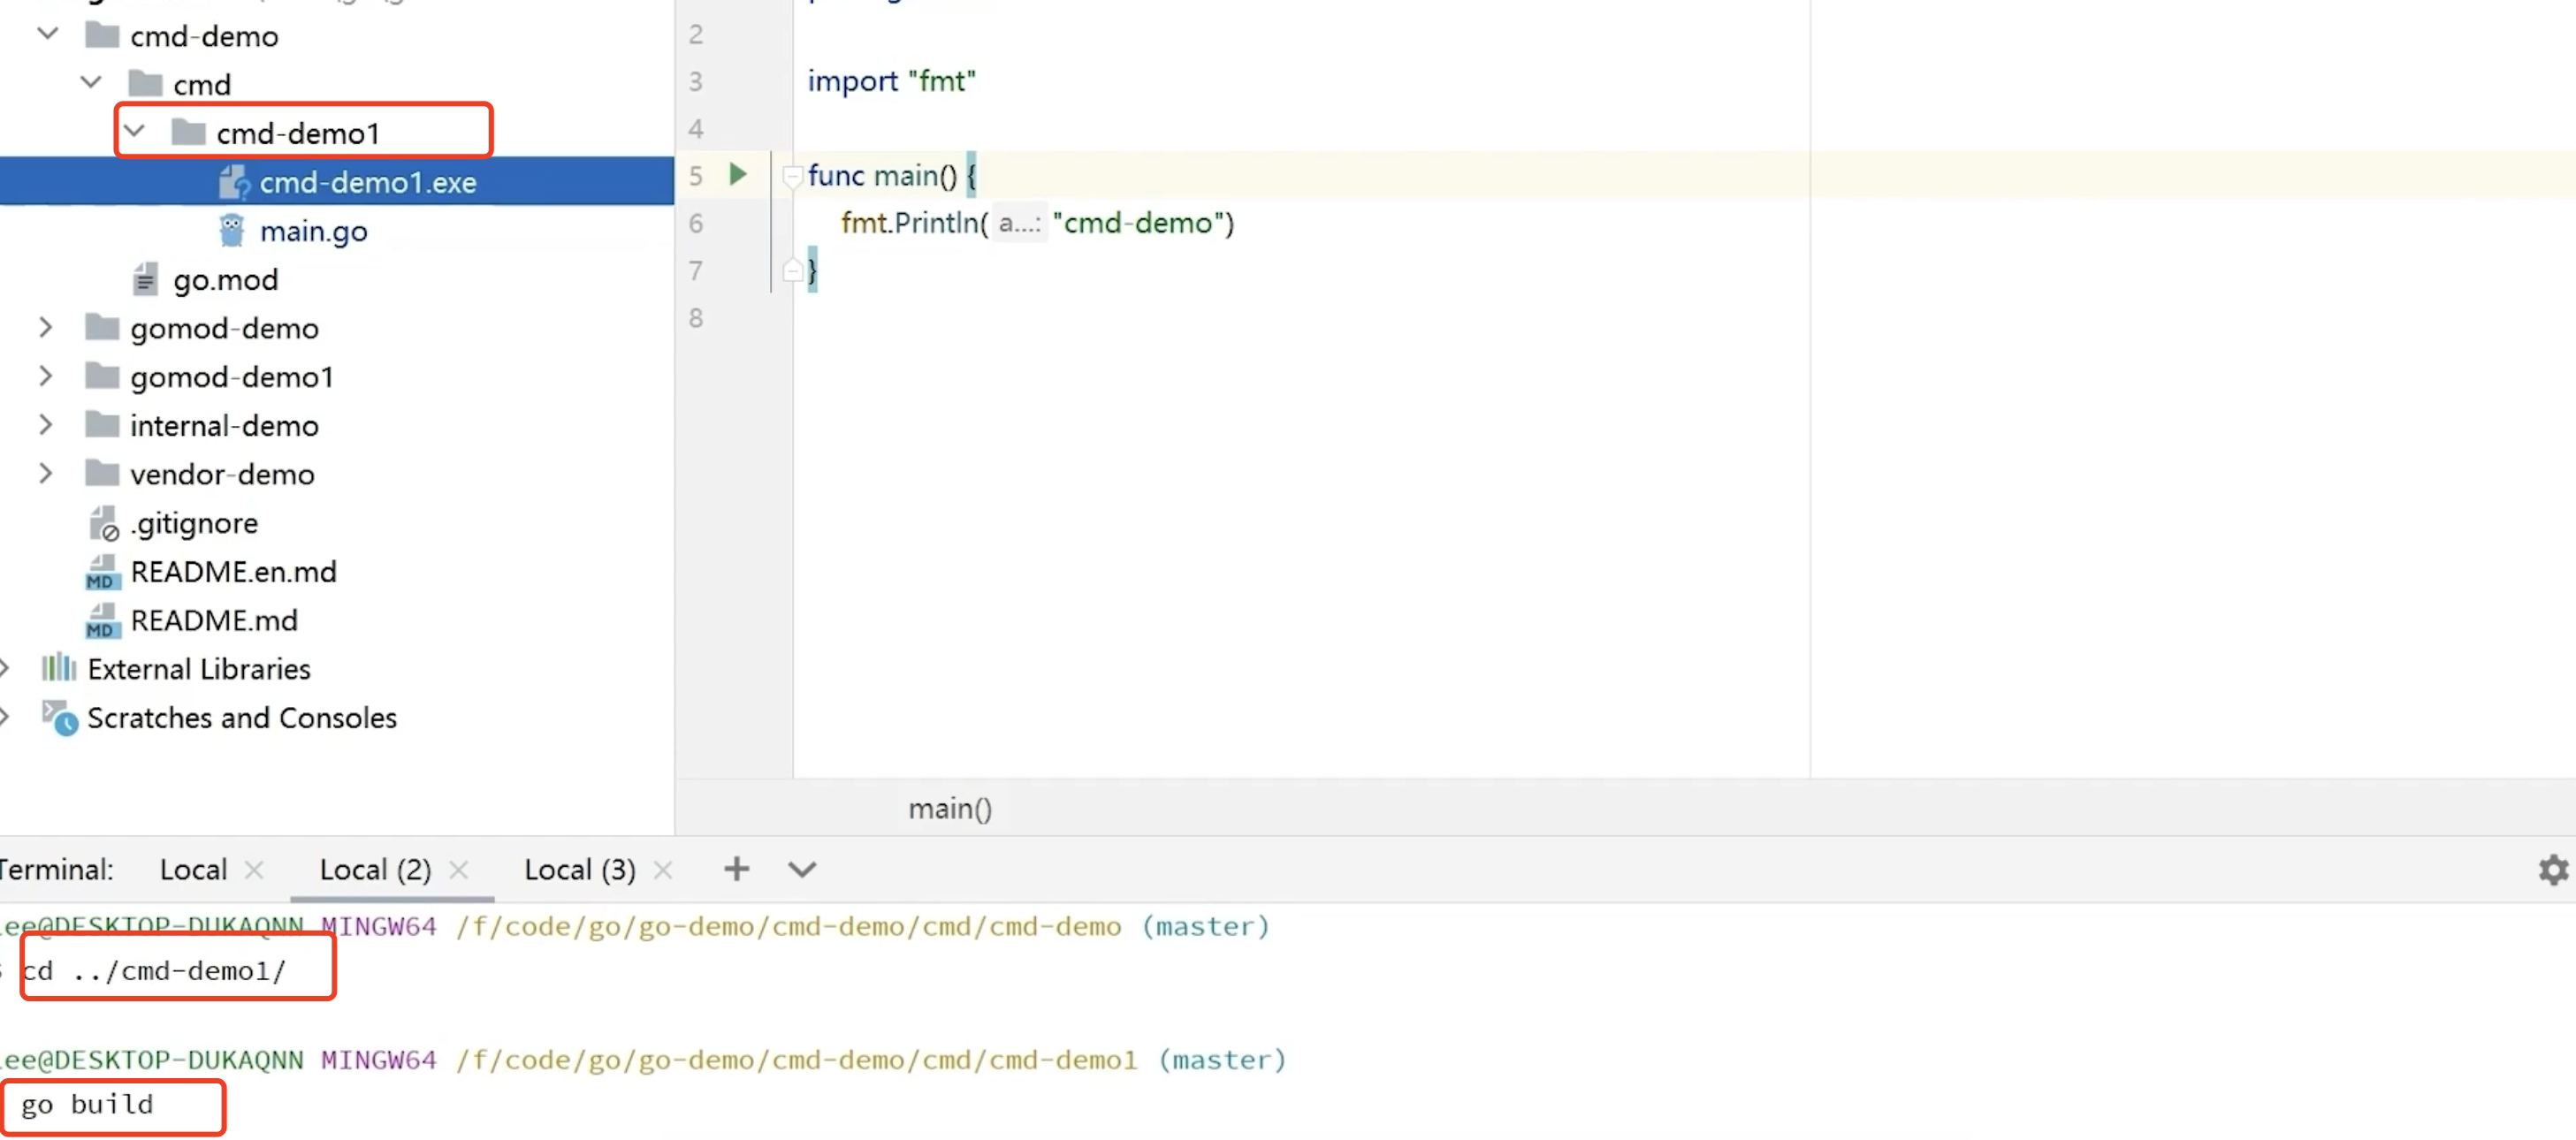 cmd-demo
cmd
cmd-demo1
cmd-demo1.exe
main.go
go.mod
gomod-demo
gomod-demo1
internal-demo
vendor-demo
.gitignore
README.en.md
README.md
External Libraries
Scratches and Consoles
2
3 import "fmt"
4
5 func main() {
6 fmt.Println( a...: "cmd-demo")
7 }
8
main()
Terminal: Local Local (2) Local (3)
lee@DESKTOP-DUKAQNN MINGW64 /f/code/go/go-demo/cmd-demo/cmd/cmd-demo (master)
$ cd ../cmd-demo1/
lee@DESKTOP-DUKAQNN MINGW64 /f/code/go/go-demo/cmd-demo/cmd/cmd-demo1 (master)
go build